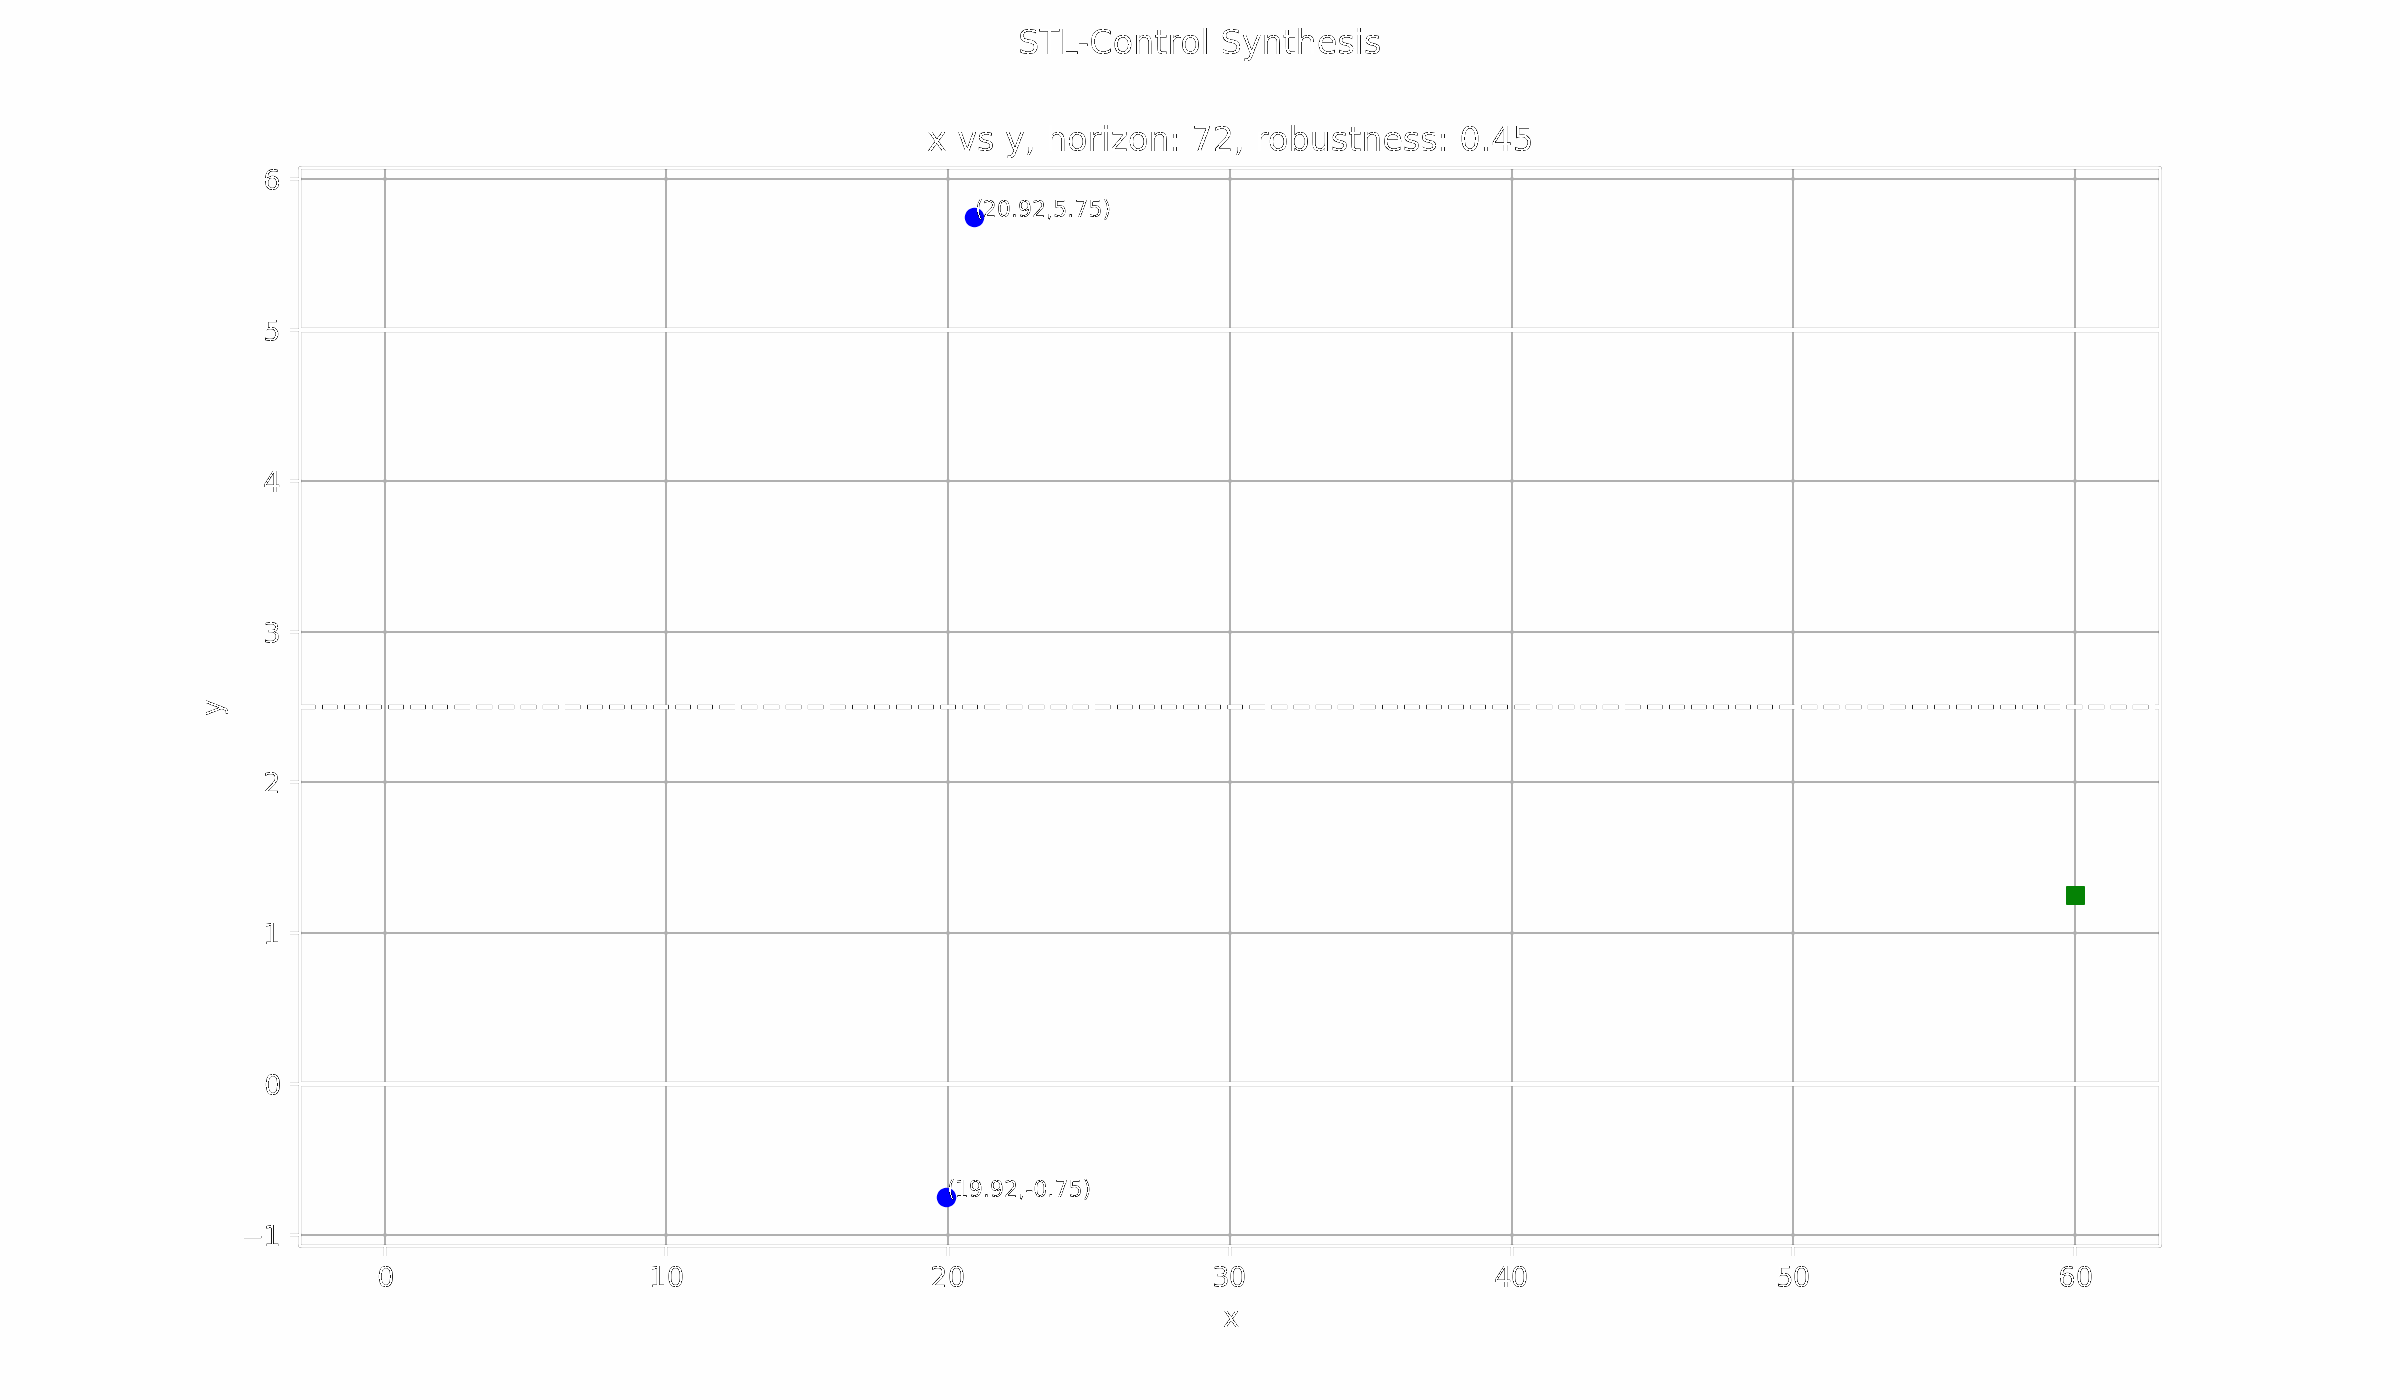 STL-Control Synthesis
x vs y, horizon: 72, robustness: 0.45
6
(20.92,5.75)
5
4
3
y
2
1
0
(19.92,-0.75)
−1
0 10 20 30 40 50 60
x